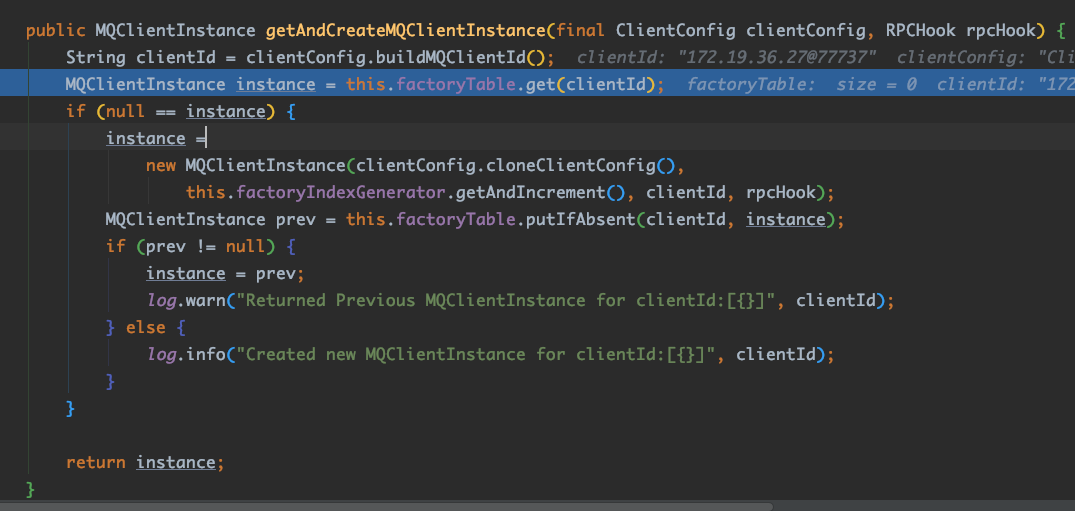 public MQClientInstance getAndCreateMQClientInstance(final ClientConfig clientConfig, RPCHook rpcHook) {
String clientId = clientConfig.buildMQClientId(); clientId: "172.19.36.27@77737" clientConfig: "Cli
MQClientInstance instance = this.factoryTable.get(clientId); factoryTable: size = 0 clientId: "172
if (null == instance) {
instance =
new MQClientInstance(clientConfig.cloneClientConfig(),
this.factoryIndexGenerator.getAndIncrement(), clientId, rpcHook);
MQClientInstance prev = this.factoryTable.putIfAbsent(clientId, instance);
if (prev != null) {
instance = prev;
log.warn("Returned Previous MQClientInstance for clientId:[{}]", clientId);
} else {
log.info("Created new MQClientInstance for clientId:[{}]", clientId);
}
}
return instance;
}